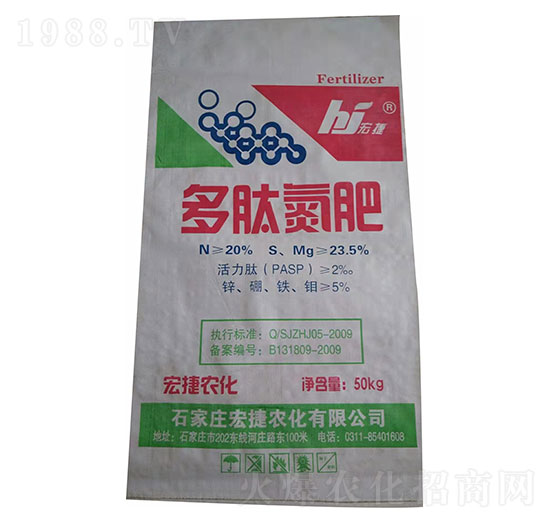 1988.TV
Fertilizer
hj宏捷®
多肽氮肥
N≥20% S、Mg≥23.5%
活力肽（PASP）≥2‰
锌、硼、铁、钼≥5%
执行标准：Q/SJZHJ05-2009
备案编号：B131809-2009
宏捷农化 净含量：50kg
石家庄宏捷农化有限公司
地址：石家庄市202东线河庄路东100米 电话：0311-85401608
火爆农化招商网